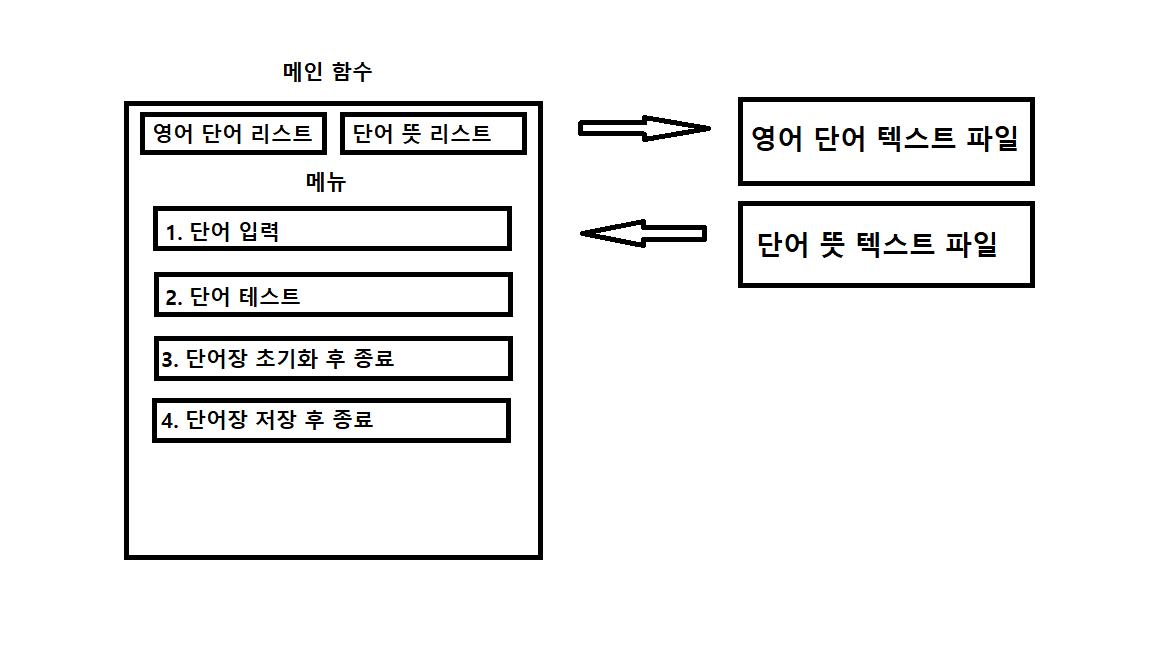 메인 함수
영어 단어 리스트
단어 뜻 리스트
메뉴
1. 단어 입력
2. 단어 테스트
3. 단어장 초기화 후 종료
4. 단어장 저장 후 종료
영어 단어 텍스트 파일
단어 뜻 텍스트 파일